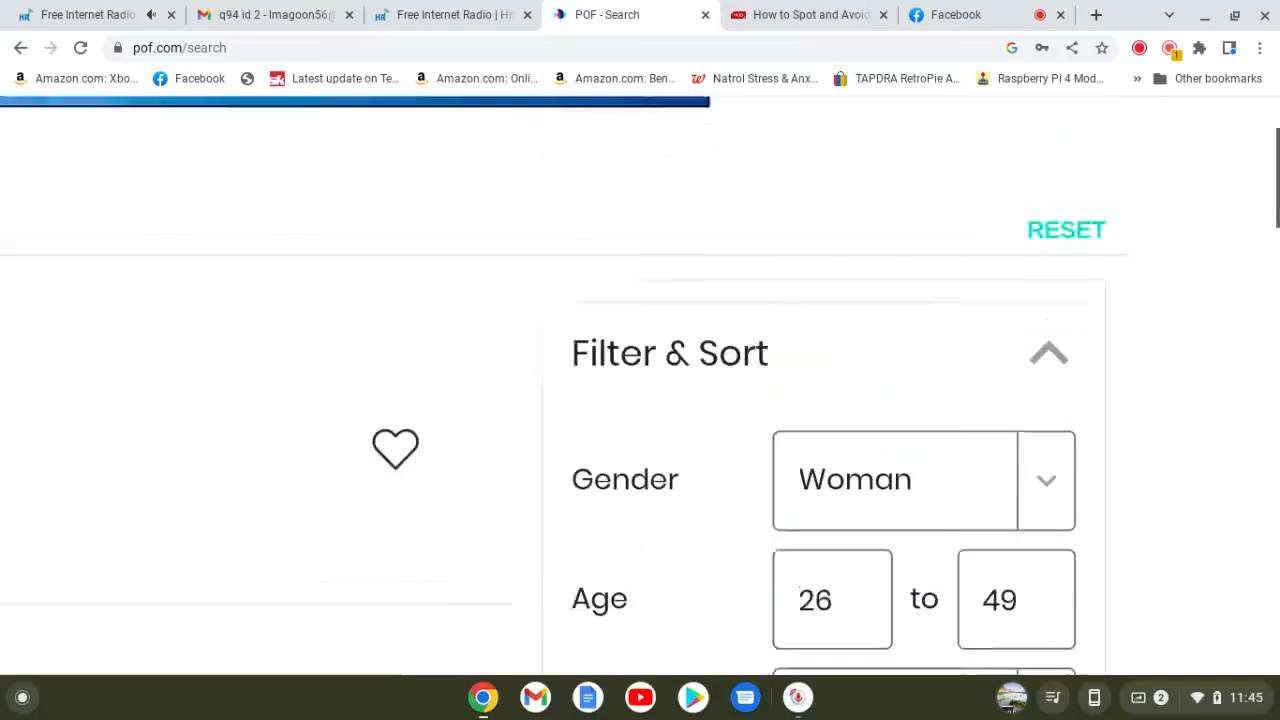 Free Internet Radio
q94 id 2 - Imagoon56@
Free Internet Radio | He
POF - Search
How to Spot and Avoid
Facebook
pof.com/search
Amazon.com: Xbo...
Facebook
Latest update on Te...
Amazon.com: Onli...
Amazon.com: Ben...
Natrol Stress & Anx...
TAPDRA RetroPie A...
Raspberry Pi 4 Mod...
»
Other bookmarks
RESET
Filter & Sort
Gender
Woman
Age
26
to
49
2
11:45